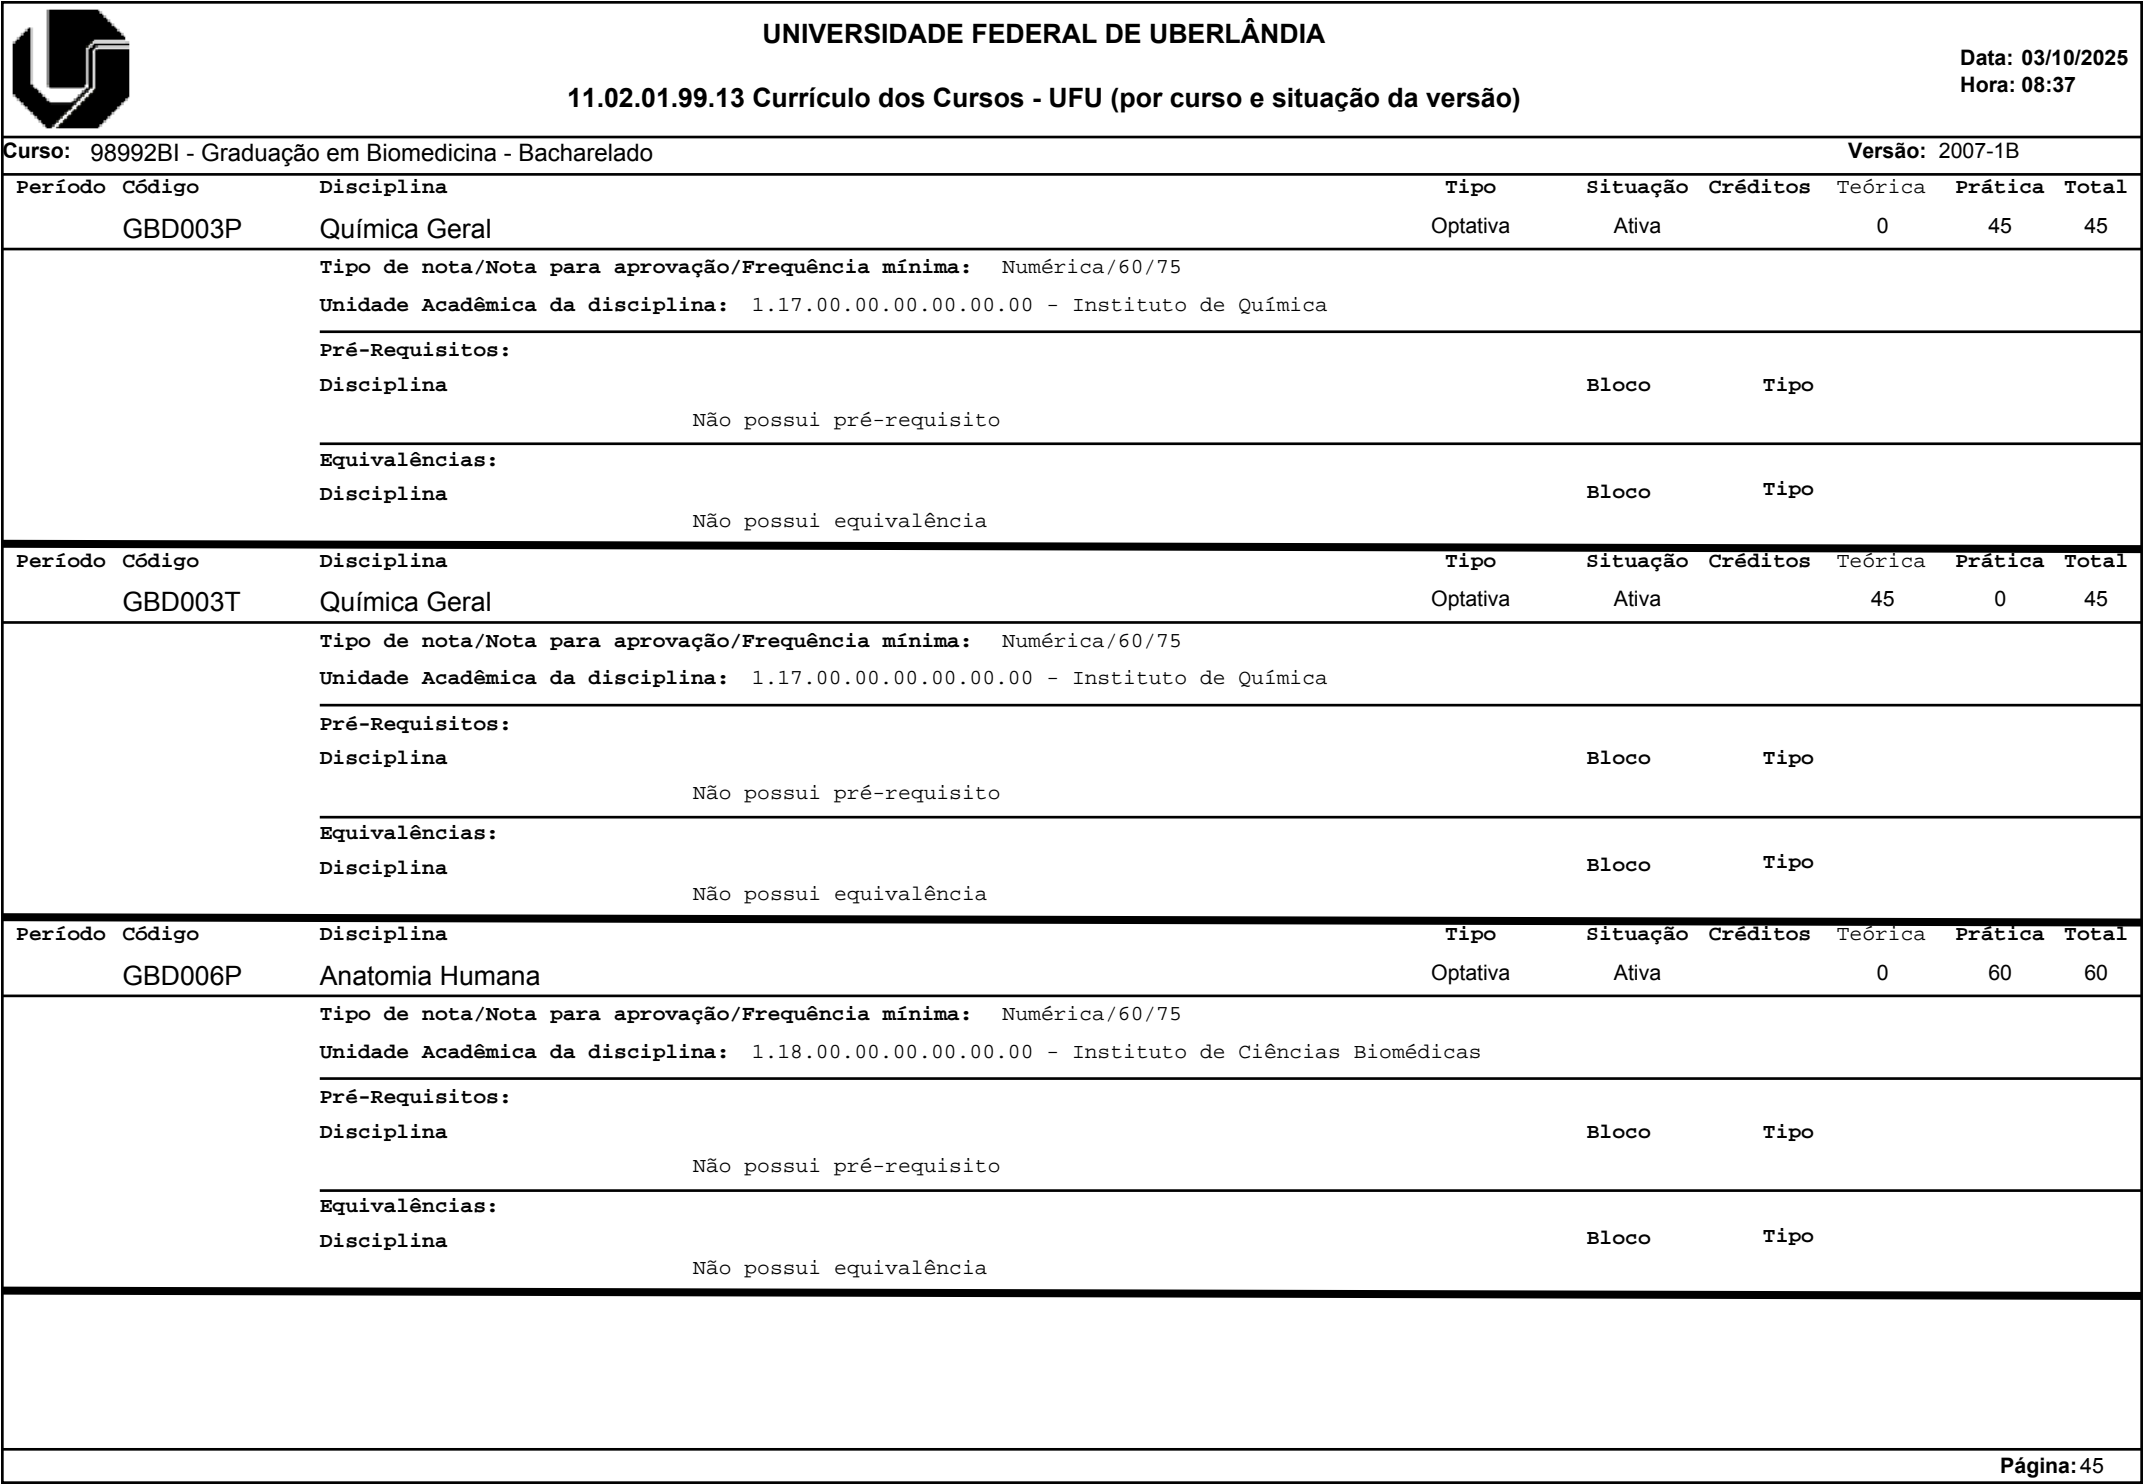 UNIVERSIDADE FEDERAL DE UBERLÂNDIA
Data: 03/10/2025
Hora: 08:37
11.02.01.99.13 Currículo dos Cursos - UFU (por curso e situação da versão)
Curso: 98992BI - Graduação em Biomedicina - Bacharelado Versão: 2007-1B
Período Código Disciplina Tipo Situação Créditos Teórica Prática Total
GBD003P Química Geral Optativa Ativa 0 45 45
Tipo de nota/Nota para aprovação/Frequência mínima: Numérica/60/75
Unidade Acadêmica da disciplina: 1.17.00.00.00.00.00.00 - Instituto de Química
Pré-Requisitos:
Disciplina Bloco Tipo
Não possui pré-requisito
Equivalências:
Disciplina Bloco Tipo
Não possui equivalência
Período Código Disciplina Tipo Situação Créditos Teórica Prática Total
GBD003T Química Geral Optativa Ativa 45 0 45
Tipo de nota/Nota para aprovação/Frequência mínima: Numérica/60/75
Unidade Acadêmica da disciplina: 1.17.00.00.00.00.00.00 - Instituto de Química
Pré-Requisitos:
Disciplina Bloco Tipo
Não possui pré-requisito
Equivalências:
Disciplina Bloco Tipo
Não possui equivalência
Período Código Disciplina Tipo Situação Créditos Teórica Prática Total
GBD006P Anatomia Humana Optativa Ativa 0 60 60
Tipo de nota/Nota para aprovação/Frequência mínima: Numérica/60/75
Unidade Acadêmica da disciplina: 1.18.00.00.00.00.00.00 - Instituto de Ciências Biomédicas
Pré-Requisitos:
Disciplina Bloco Tipo
Não possui pré-requisito
Equivalências:
Disciplina Bloco Tipo
Não possui equivalência
Página: 45